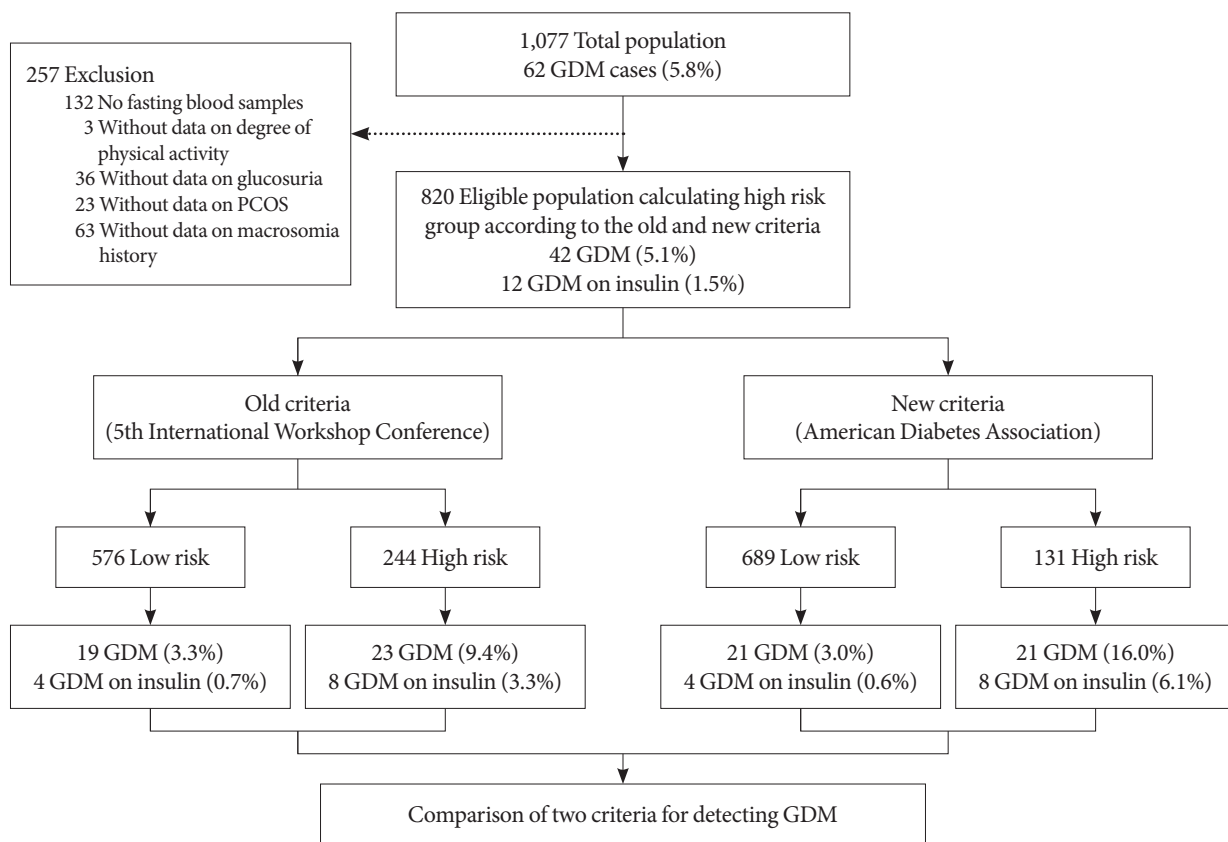 1,077 Total population
62 GDM cases (5.8%)
257 Exclusion
132 No fasting blood samples
3 Without data on degree of
physical activity
36 Without data on glucosuria
23 Without data on PCOS
63 Without data on macrosomia
history
820 Eligible population calculating high risk
group according to the old and new criteria
42 GDM (5.1%)
12 GDM on insulin (1.5%)
Old criteria
(5th International Workshop Conference)
New criteria
(American Diabetes Association)
576 Low risk
244 High risk
689 Low risk
131 High risk
19 GDM (3.3%)
4 GDM on insulin (0.7%)
23 GDM (9.4%)
8 GDM on insulin (3.3%)
21 GDM (3.0%)
4 GDM on insulin (0.6%)
21 GDM (16.0%)
8 GDM on insulin (6.1%)
Comparison of two criteria for detecting GDM